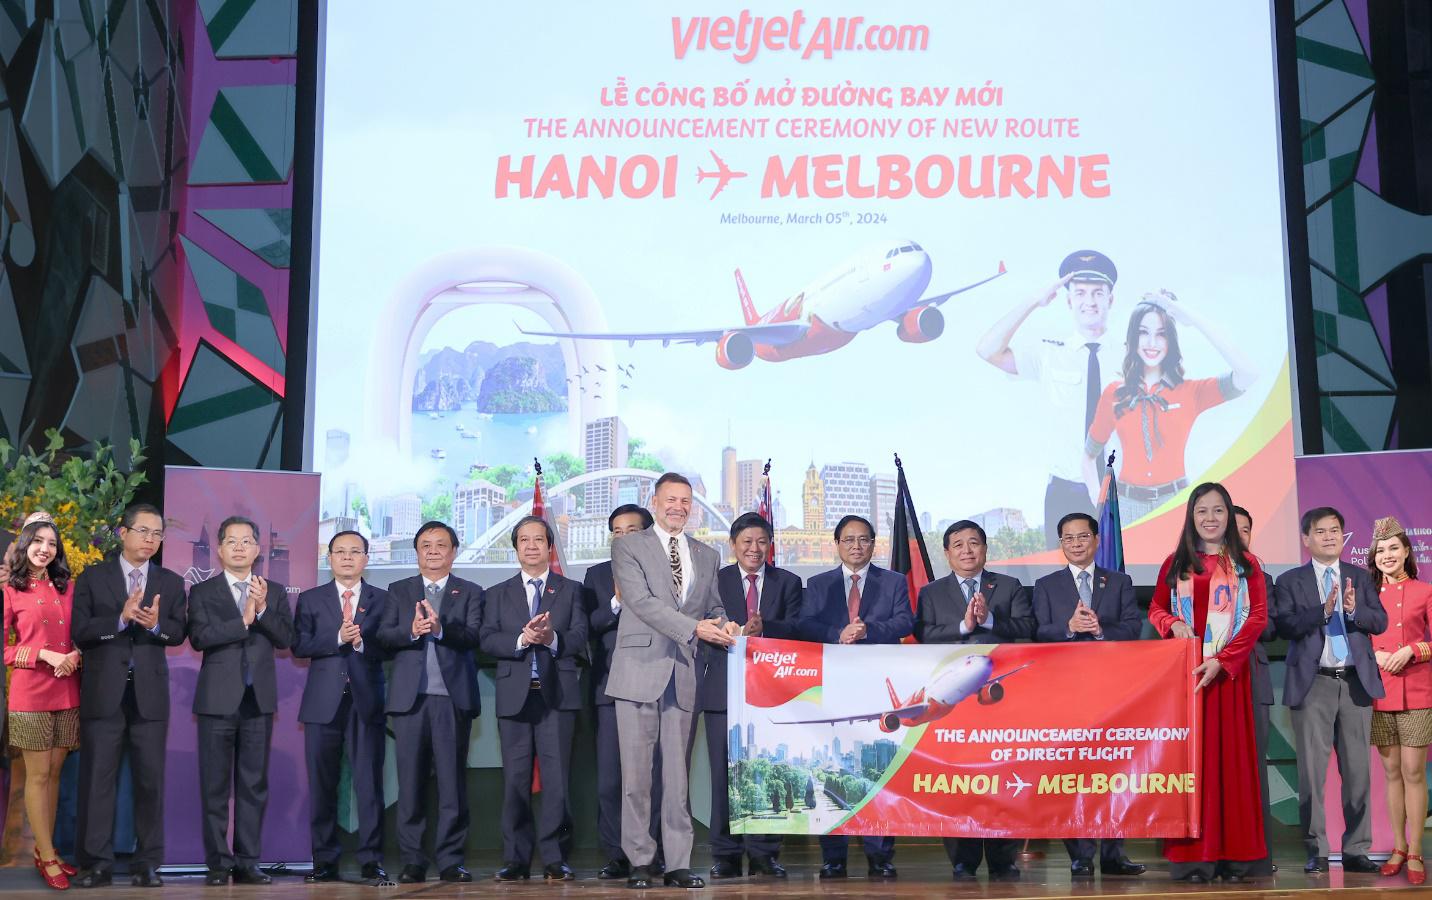 vietjetAir.com
LỄ CÔNG BỐ MỞ ĐƯỜNG BAY MỚI
THE ANNOUNCEMENT CEREMONY OF NEW ROUTE
HANOI MELBOURNE
Melbourne, March 05th, 2024
vietjet
Air.com
THE ANNOUNCEMENT CEREMONY
OF DIRECT FLIGHT
HANOI MELBOURNE